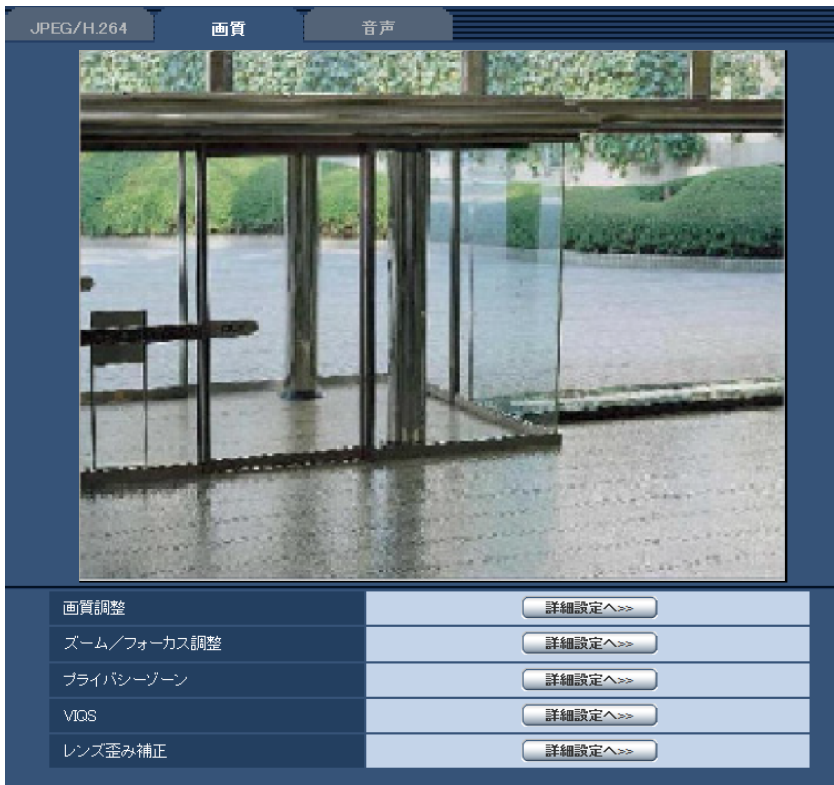 JPEG/H.264 画質 音声
画質調整 詳細設定へ>>
ズーム／フォーカス調整 詳細設定へ>>
プライバシーゾーン 詳細設定へ>>
VIQS 詳細設定へ>>
レンズ歪み補正 詳細設定へ>>